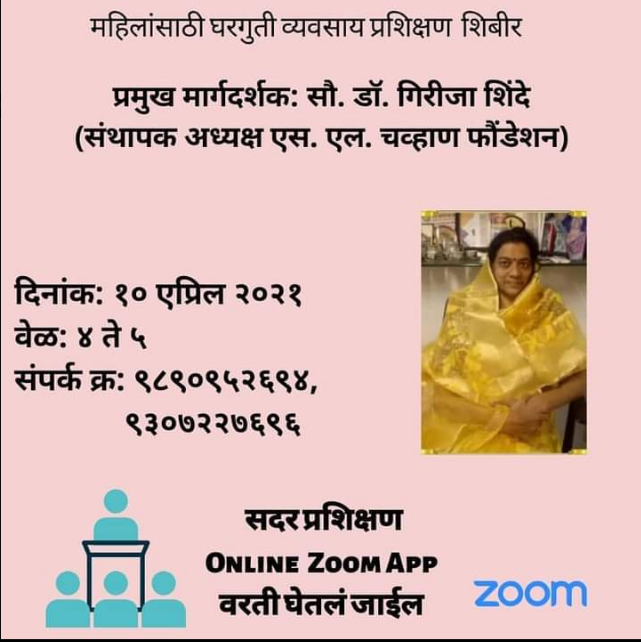 महिलांसाठी घरगुती व्यवसाय प्रशिक्षण शिबीर
प्रमुख मार्गदर्शक: सौ. डॉ. गिरीजा शिंदे
(संथापक अध्यक्ष एस. एल. चव्हाण फौंडेशन)
दिनांक: १० एप्रिल २०२१
वेळ: ४ ते ५
संपर्क क्र: ९८९०९५२६९४,
९३०७२२७६९६
सदर प्रशिक्षण
ONLINE ZOOM APP
वरती घेतलं जाईल
zoom